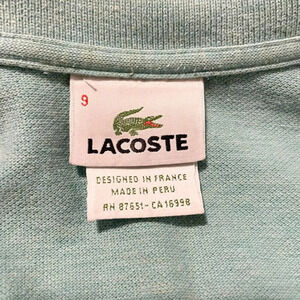 9
LACOSTE
DESIGNED IN FRANCE
MADE IN PERU
RN 87651-CA16998